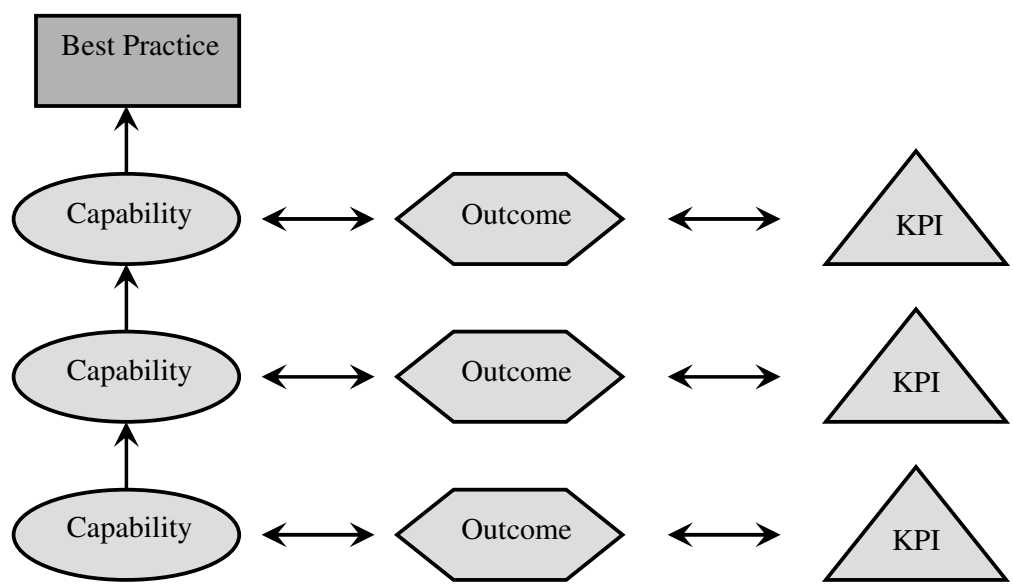 Best Practice
Capability
Outcome
KPI
Capability
Outcome
KPI
Capability
Outcome
KPI